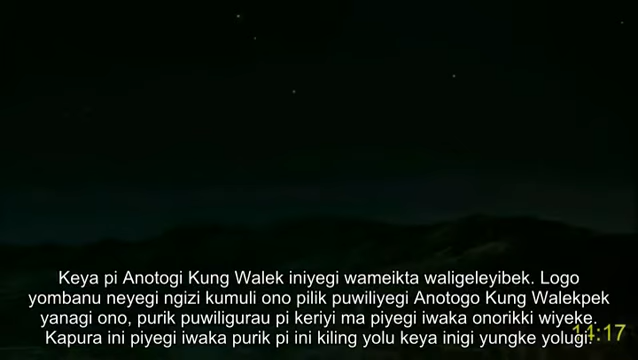 Keya pi Anotogi Kung Walek iniyegi wameikta waligeleyibek. Logo
yombanu neyegi ngizi kumuli ono pilik puwiliyegi Anotogo Kung Walekpek
yanagi ono, purik puwiligurau pi keriyi ma piyegi iwaka onorikki wiyeke.
Kapura ini piyegi iwaka purik pi ini kiling yolu keya inigi yungke yolugi!
14:17